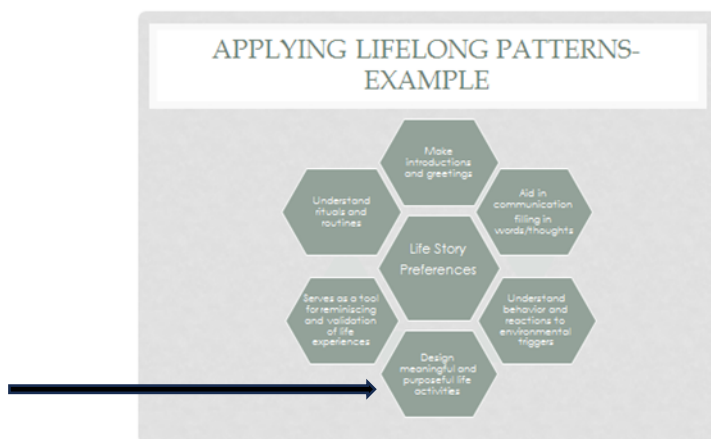 APPLYING LIFELONG PATTERNS-
EXAMPLE
Make
introductions
and greetings
Aid in
communication
filling in
words/thoughts
Understand
behavior and
reactions to
environmental
triggers
Design
meaningful and
purposeful life
activities
Serves as a tool
for reminiscing
and validation
of life
experiences
Understand
rituals and
routines
Life Story
Preferences